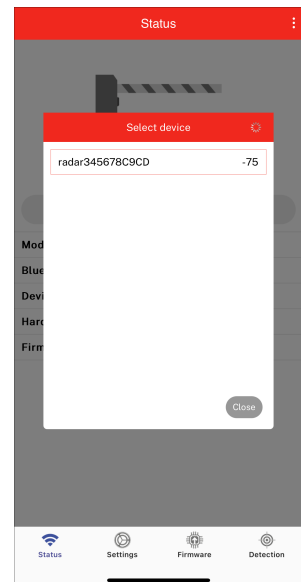 Status
Select device
radar345678C9CD -75
Mod
Blue
Devi
Hard
Firm
Close
Status Settings Firmware Detection